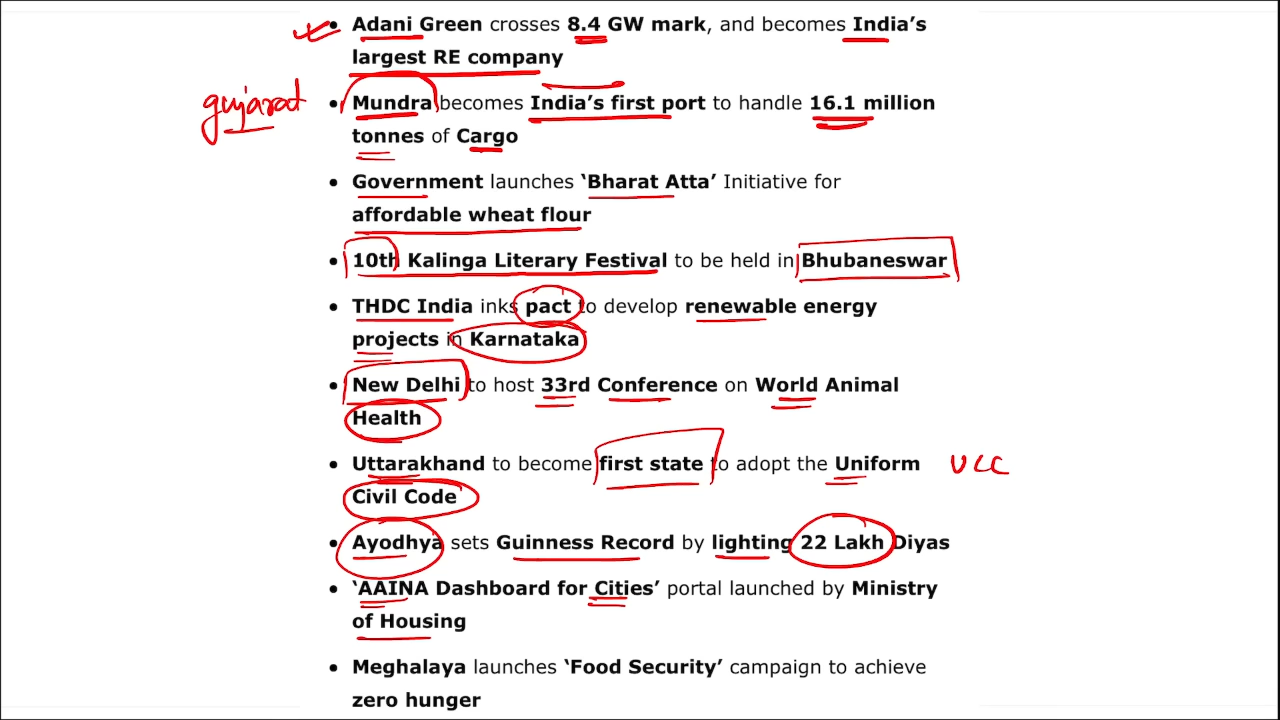 • Adani Green crosses 8.4 GW mark, and becomes India's
largest RE company
gujarat
• Mundra becomes India's first port to handle 16.1 million
tonnes of Cargo
• Government launches 'Bharat Atta' Initiative for
affordable wheat flour
• 10th Kalinga Literary Festival to be held in Bhubaneswar
• THDC India inks pact to develop renewable energy
projects in Karnataka
• New Delhi to host 33rd Conference on World Animal
Health
• Uttarakhand to become first state to adopt the Uniform UCC
Civil Code
• Ayodhya sets Guinness Record by lighting 22 Lakh Diyas
• 'AAINA Dashboard for Cities' portal launched by Ministry
of Housing
• Meghalaya launches 'Food Security' campaign to achieve
zero hunger